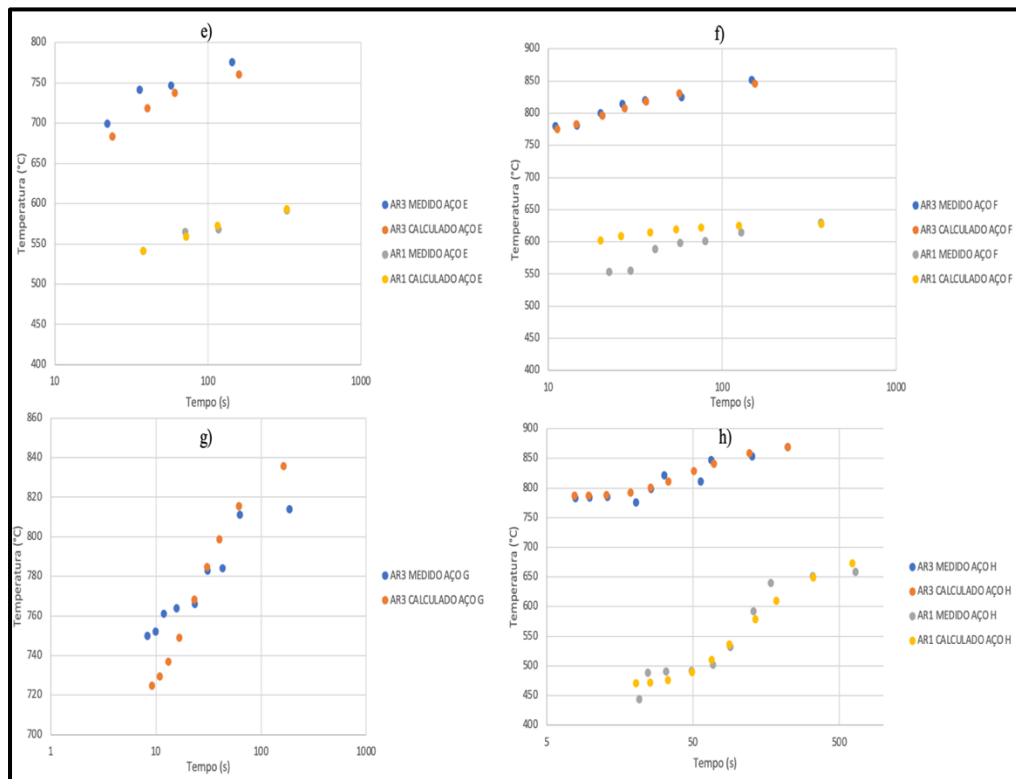 e)
800
750
700
650
600
550
500
450
400
Temperatura (°C)
10
100
1000
Tempo (s)
AR3 MEDIDO AÇO E
AR3 CALCULADO AÇO E
AR1 MEDIDO AÇO E
AR1 CALCULADO AÇO E
f)
900
850
800
750
700
650
600
550
500
450
400
Temperatura (°C)
10
100
1000
Tempo (s)
AR3 MEDIDO AÇO F
AR3 CALCULADO AÇO F
AR1 MEDIDO AÇO F
AR1 CALCULADO AÇO F
g)
860
840
820
800
780
760
740
720
700
Temperatura (°C)
1
10
100
1000
Tempo (s)
AR3 MEDIDO AÇO G
AR3 CALCULADO AÇO G
h)
900
850
800
750
700
650
600
550
500
450
400
Temperatura (°C)
5
50
500
Tempo (s)
AR3 MEDIDO AÇO H
AR3 CALCULADO AÇO H
AR1 MEDIDO AÇO H
AR1 CALCULADO AÇO H